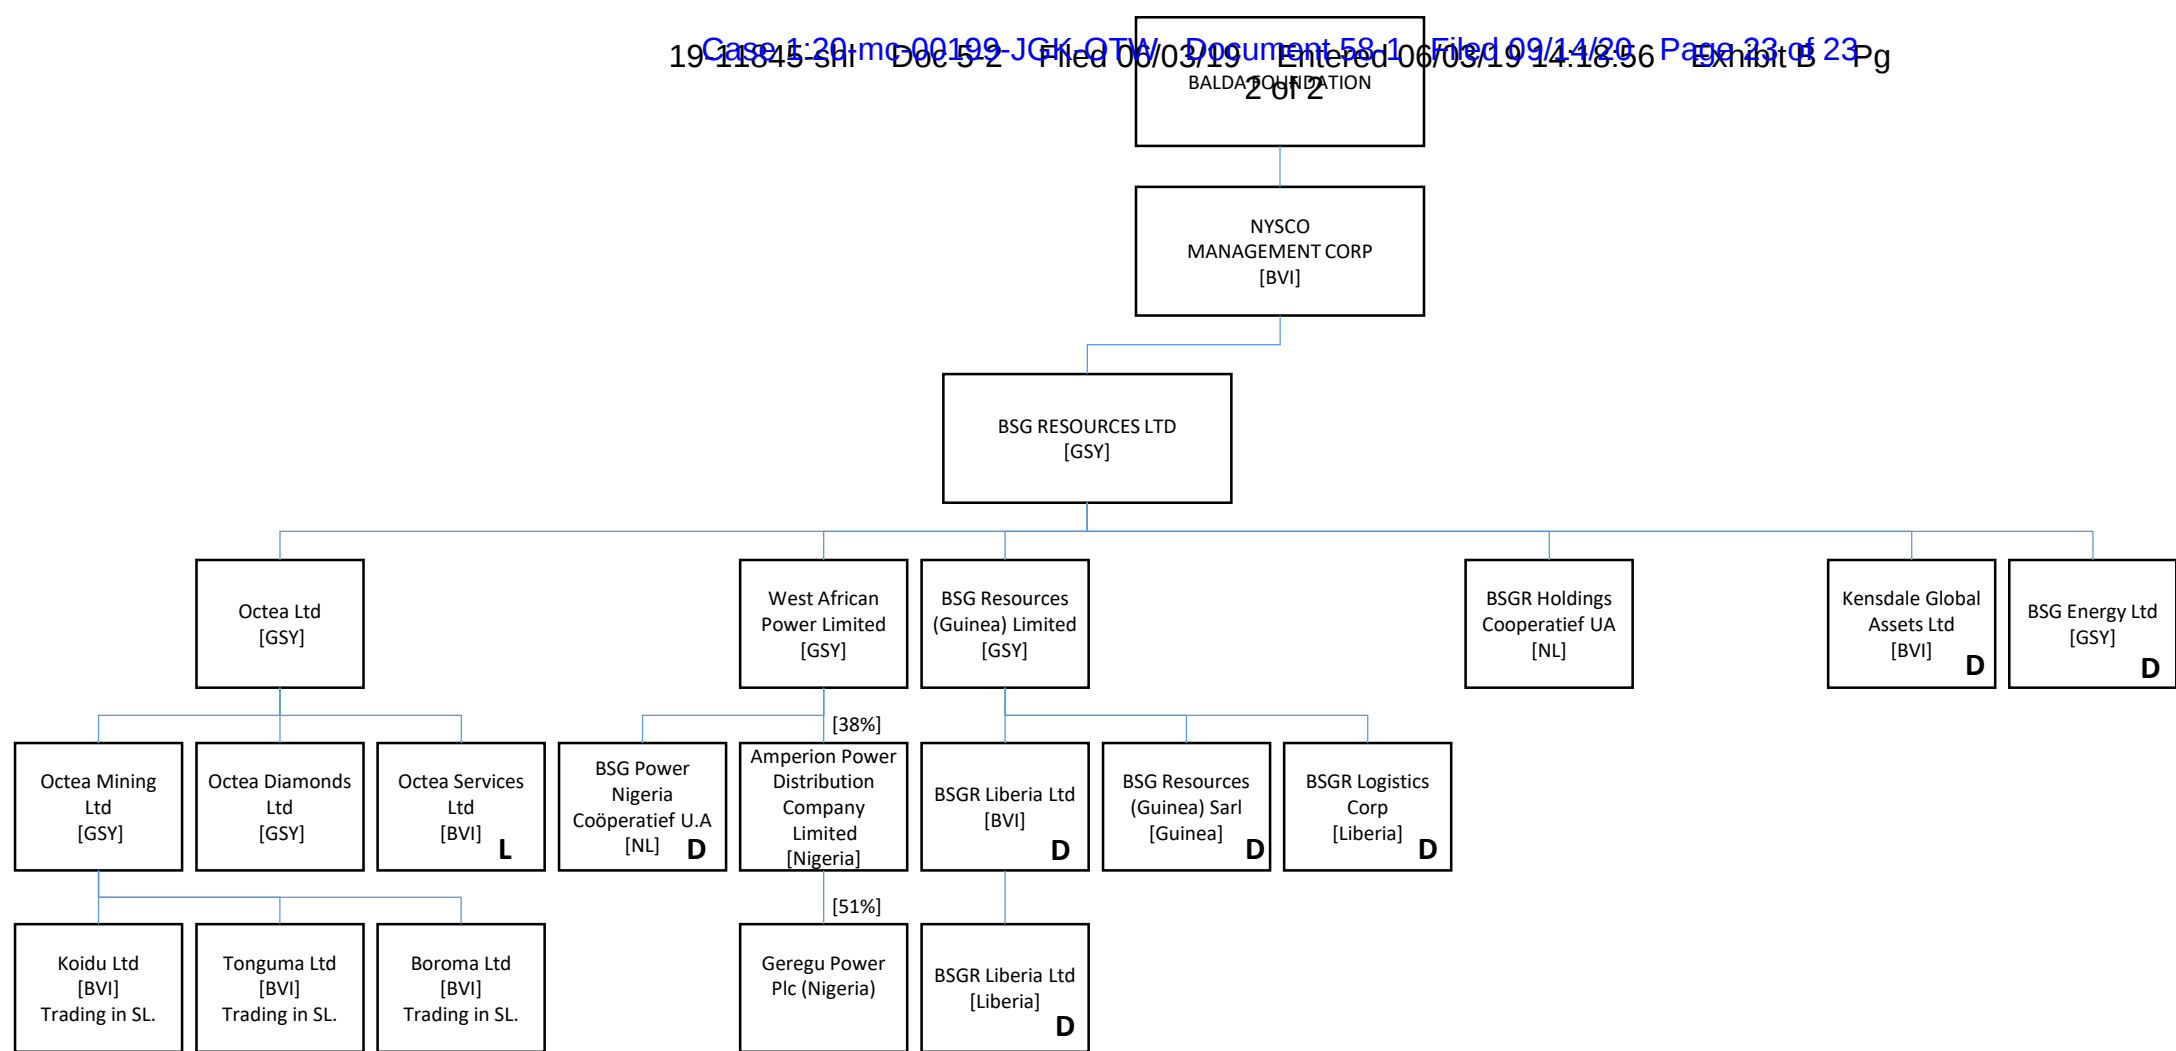 Case 1:20-mc-00199-JGK-OTW Document 58-1 Filed 09/14/20 Page 23 of 23
19-11845-shl Doc 5-2 Filed 06/03/19 Entered 06/03/19 14:18:56 Exhibit B Pg
2 of 2
BALDA FOUNDATION
NYSCO
MANAGEMENT CORP
[BVI]
BSG RESOURCES LTD
[GSY]
Octea Ltd
[GSY]
West African
Power Limited
[GSY]
BSG Resources
(Guinea) Limited
[GSY]
BSGR Holdings
Cooperatief UA
[NL]
Kensdale Global
Assets Ltd
[BVI]
D
BSG Energy Ltd
[GSY]
D
Octea Mining
Ltd
[GSY]
Octea Diamonds
Ltd
[GSY]
Octea Services
Ltd
[BVI]
L
BSG Power
Nigeria
Coöperatief U.A
[NL]
D
[38%]
Amperion Power
Distribution
Company
Limited
[Nigeria]
BSGR Liberia Ltd
[BVI]
D
BSG Resources
(Guinea) Sarl
[Guinea]
D
BSGR Logistics
Corp
[Liberia]
D
Koidu Ltd
[BVI]
Trading in SL.
Tonguma Ltd
[BVI]
Trading in SL.
Boroma Ltd
[BVI]
Trading in SL.
[51%]
Geregu Power
Plc (Nigeria)
BSGR Liberia Ltd
[Liberia]
D